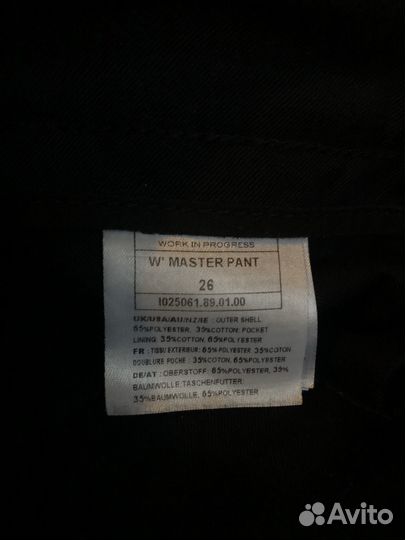 WORK IN PROGRESS
W' MASTER PANT
26
I025061.89.01.00
UK/USA/AU/NZ/IE : OUTER SHELL
65%POLYESTER, 35%COTON; POCKET
LINING: 35%COTON, 65%POLYESTER
FR : TISSU EXTERIEUR: 65%POLYESTER 35%COTON
DOUBLURE POCHE : 35%COTON, 65%POLYESTER
DE/AT : OBERSTOFF: 65%POLYESTER, 35%
BAUMWOLLE; TASCHENFUTTER:
35%BAUMWOLLE, 65%POLYESTER
Avito